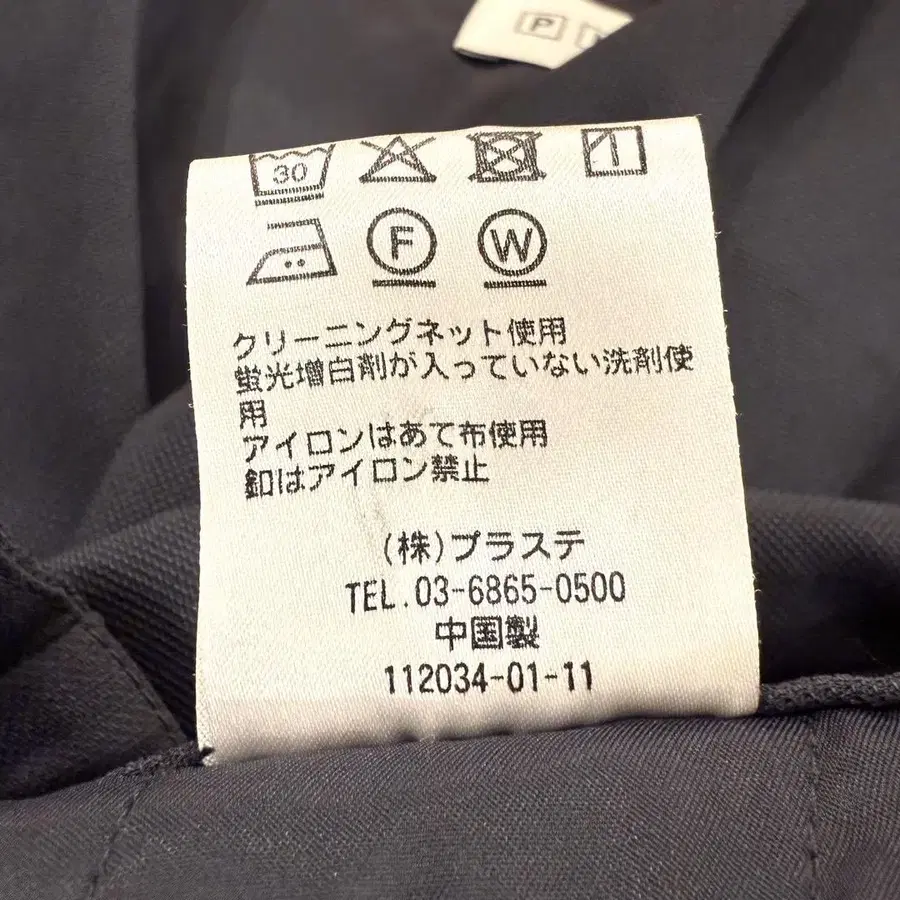 P
30
F W
クリーニングネット使用
蛍光増白剤が入っていない洗剤使
用
アイロンはあて布使用
釦はアイロン禁止
(株)プラステ
TEL.03-6865-0500
中国製
112034-01-11